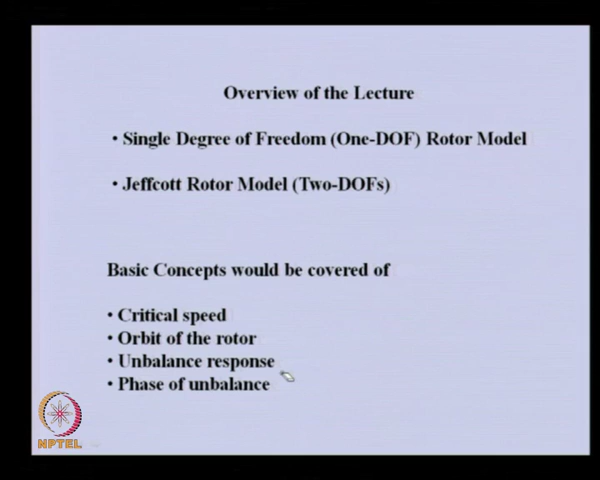 Overview of the Lecture
• Single Degree of Freedom (One-DOF) Rotor Model
• Jeffcott Rotor Model (Two-DOFs)
Basic Concepts would be covered of
• Critical speed
• Orbit of the rotor
• Unbalance response
• Phase of unbalance
NPTEL